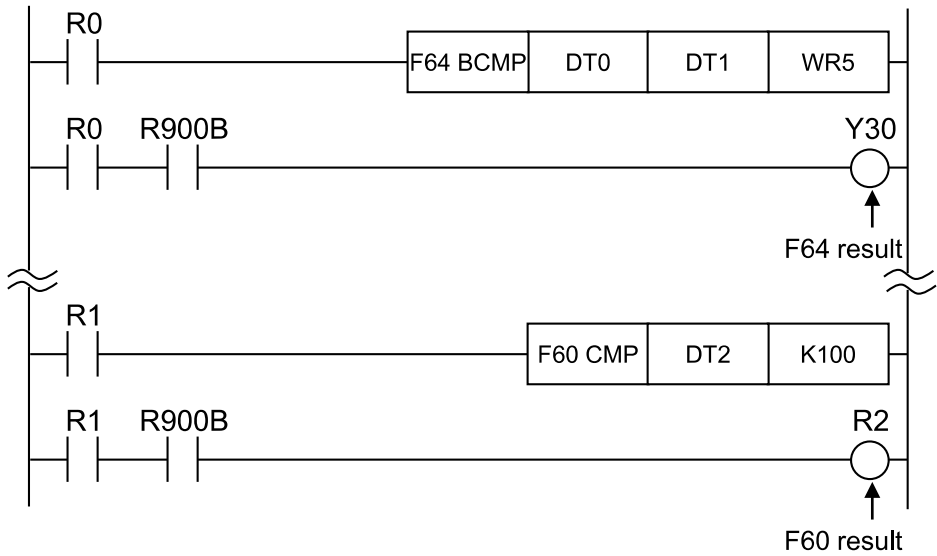 R0
F64 BCMP DT0 DT1 WR5
R0 R900B Y30
F64 result
R1
F60 CMP DT2 K100
R1 R900B R2
F60 result